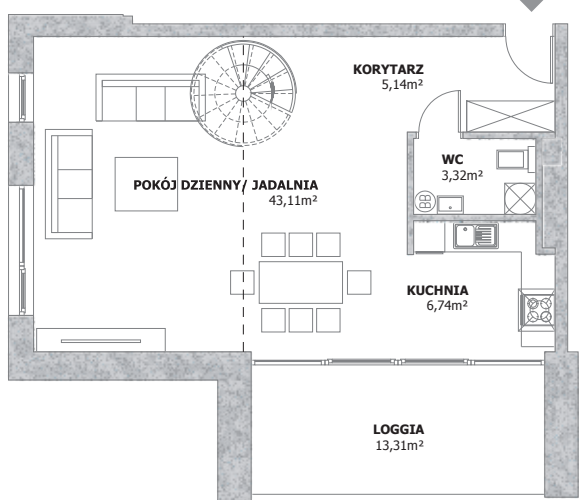 KORYTARZ
5,14m²
WC
3,32m²
POKÓJ DZIENNY/ JADALNIA
43,11m²
KUCHNIA
6,74m²
LOGGIA
13,31m²